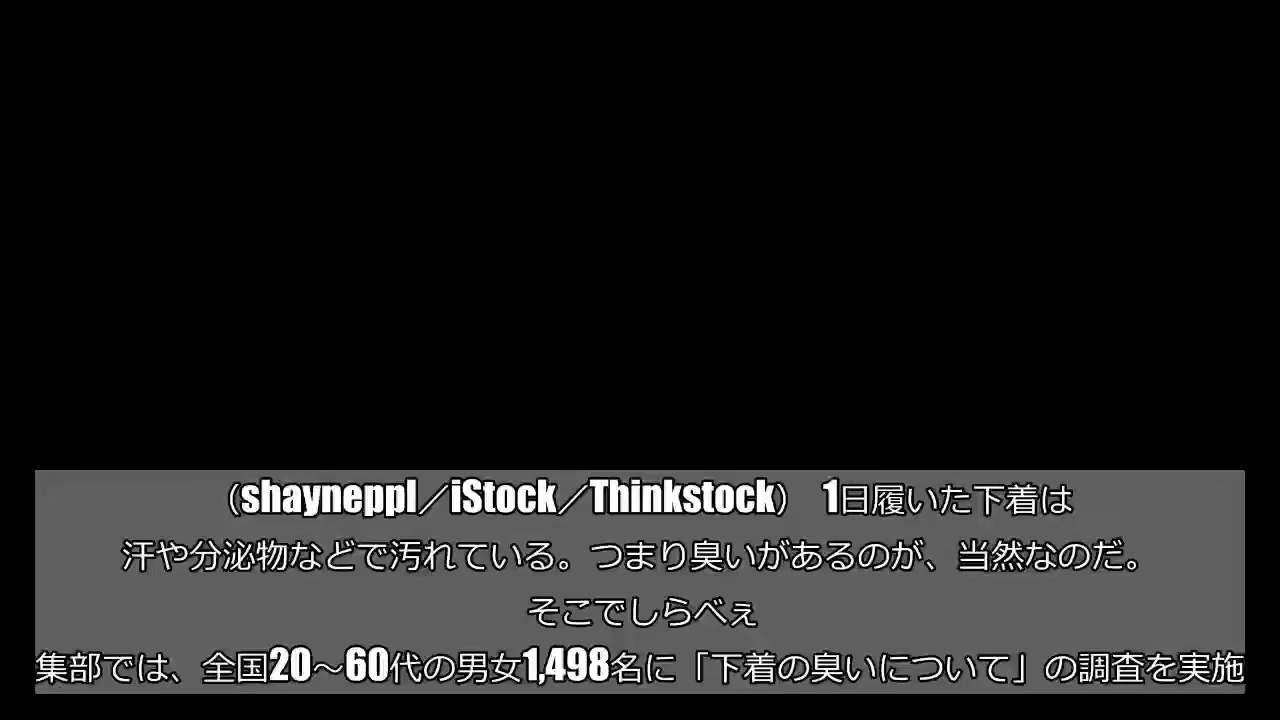 （shayneppl／iStock／Thinkstock）　1日履いた下着は
汗や分泌物などで汚れている。つまり臭いがあるのが、当然なのだ。
そこでしらべぇ
集部では、全国20〜60代の男女1,498名に「下着の臭いについて」の調査を実施